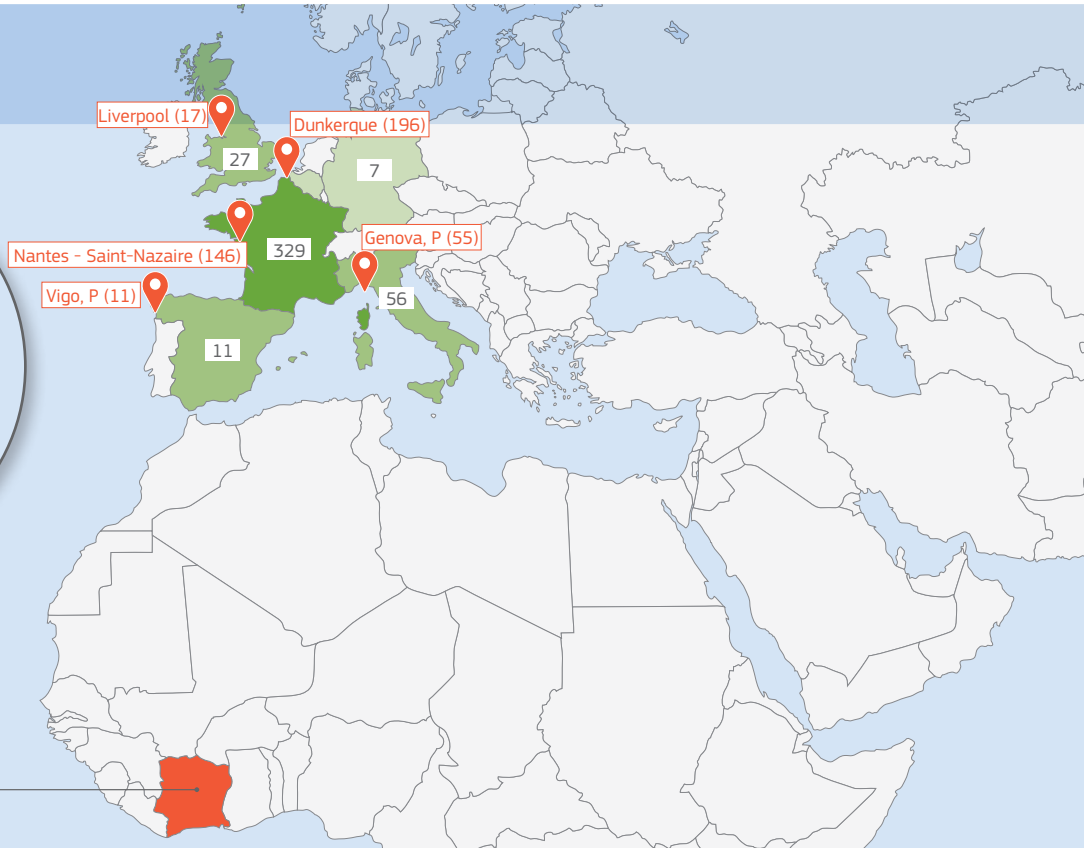 Liverpool (17)
Dunkerque (196)
27
7
Genova, P (55)
Nantes - Saint-Nazaire (146)
329
Vigo, P (11)
56
11